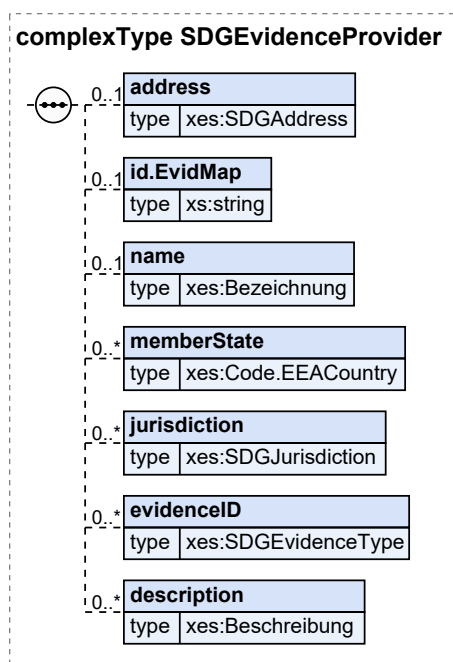 complexType SDGEvidenceProvider
0..1 address
type xes:SDGAddress
0..1 id.EvidMap
type xs:string
0..1 name
type xes:Bezeichnung
0..* memberState
type xes:Code.EEACountry
0..* jurisdiction
type xes:SDGJurisdiction
0..* evidenceID
type xes:SDGEvidenceType
0..* description
type xes:Beschreibung